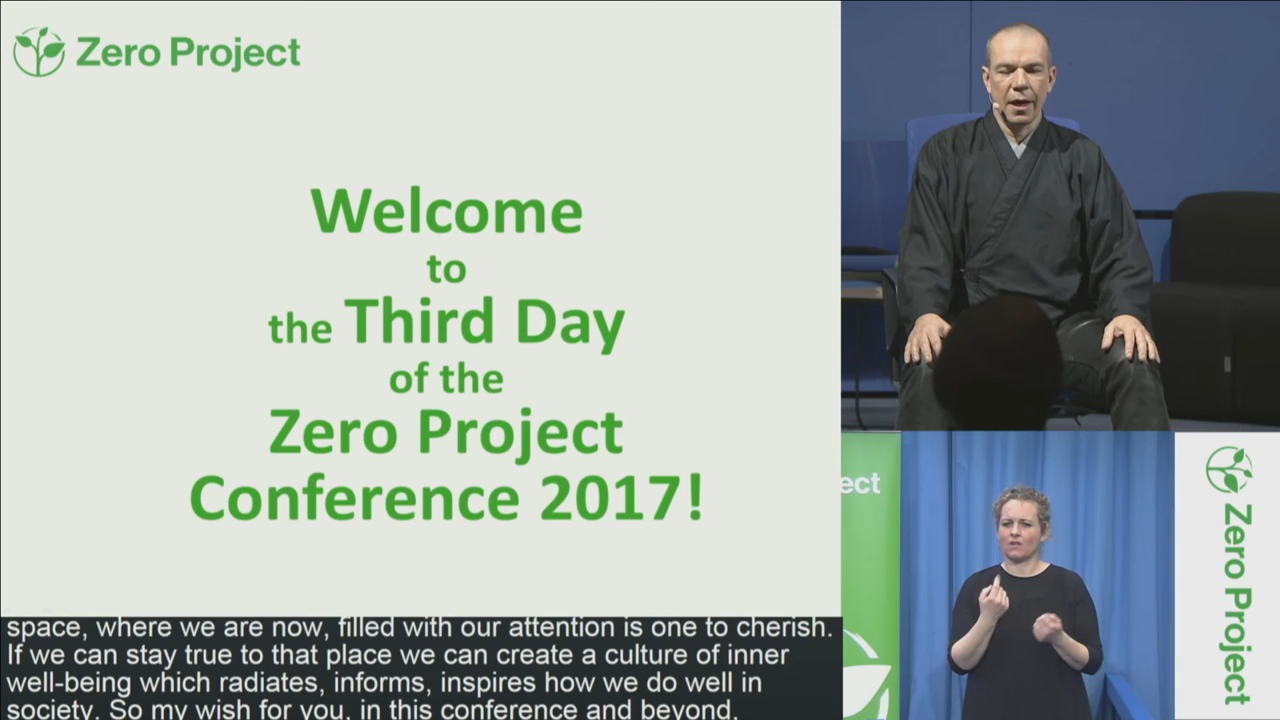 Zero Project
Welcome
to
the Third Day
of the
Zero Project
Conference 2017!
space, where we are now, filled with our attention is one to cherish.
If we can stay true to that place we can create a culture of inner
well-being which radiates, informs, inspires how we do well in
society. So my wish for you, in this conference and beyond,
ect
Zero Project